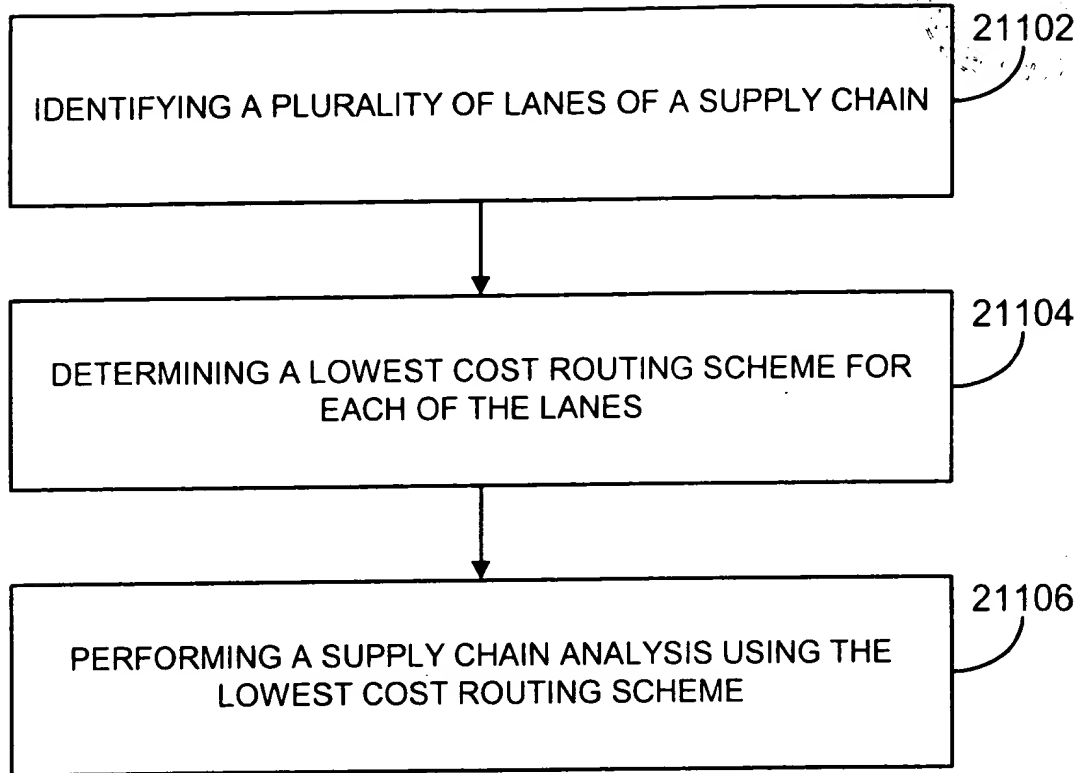 21102
IDENTIFYING A PLURALITY OF LANES OF A SUPPLY CHAIN
21104
DETERMINING A LOWEST COST ROUTING SCHEME FOR
EACH OF THE LANES
21106
PERFORMING A SUPPLY CHAIN ANALYSIS USING THE
LOWEST COST ROUTING SCHEME